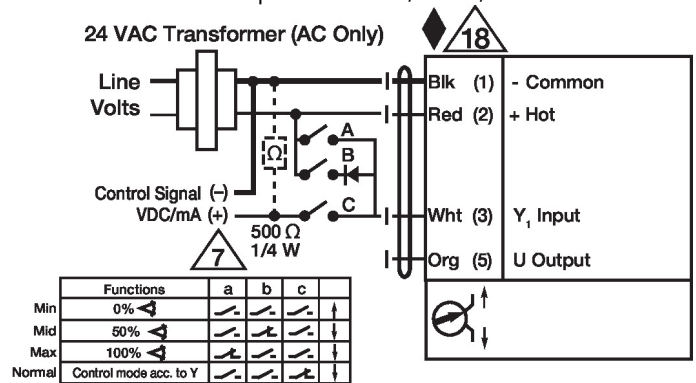 24 VAC Transformer (AC Only)
18
Line
Volts
Blk (1) - Common
Red (2) + Hot
A
B
Ω
Control Signal (–)
VDC/mA (+)
C
Wht (3) Y1 Input
500 Ω
1/4 W
7
Org (5) U Output
Functions a b c
Min 0%
Mid 50%
Max 100%
Normal Control mode acc. to Y